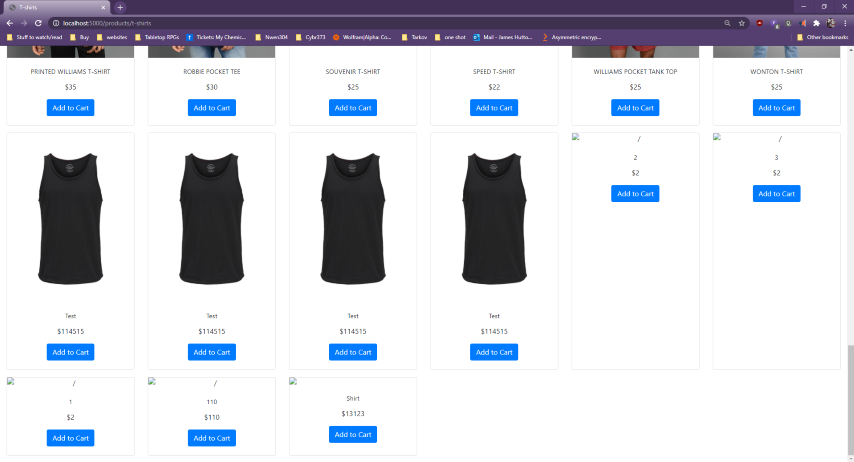 T-shirts
localhost:5000/products/t-shirts
Stuff to watch/read Buy websites Tabletop RPGs Ticketo: My Chemic... Nwen304 Cybr373 Wolfram|Alpha: Co... Tarkov one shot Mail - James Hutto... Asymmetric encryp... Other bookmarks
PRINTED WILLIAMS T-SHIRT ROBBIE POCKET TEE SOUVENIR T-SHIRT SPEED T-SHIRT WILLIAMS POCKET TANK TOP WONTON T-SHIRT
$35 $30 $25 $22 $25 $25
Add to Cart Add to Cart Add to Cart Add to Cart Add to Cart Add to Cart
/ /
2 3
$2 $2
Add to Cart Add to Cart
Test Test Test Test
$114515 $114515 $114515 $114515
Add to Cart Add to Cart Add to Cart Add to Cart
/ /
1 110 Shirt
$2 $110 $13123
Add to Cart Add to Cart Add to Cart